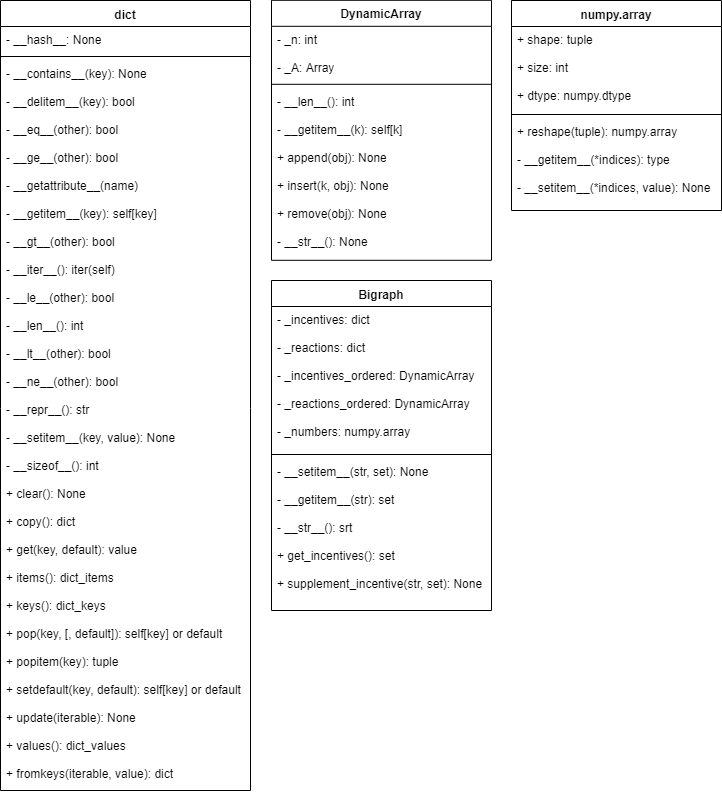 dict
- __hash__: None
- __contains__(key): None
- __delitem__(key): bool
- __eq__(other): bool
- __ge__(other): bool
- __getattribute__(name)
- __getitem__(key): self[key]
- __gt__(other): bool
- __iter__(): iter(self)
- __le__(other): bool
- __len__(): int
- __lt__(other): bool
- __ne__(other): bool
- __repr__(): str
- __setitem__(key, value): None
- __sizeof__(): int
+ clear(): None
+ copy(): dict
+ get(key, default): value
+ items(): dict_items
+ keys(): dict_keys
+ pop(key, [, default]): self[key] or default
+ popitem(key): tuple
+ setdefault(key, default): self[key] or default
+ update(iterable): None
+ values(): dict_values
+ fromkeys(iterable, value): dict
DynamicArray
- _n: int
- _A: Array
- __len__(): int
- __getitem__(k): self[k]
+ append(obj): None
+ insert(k, obj): None
+ remove(obj): None
- __str__(): None
Bigraph
- _incentives: dict
- _reactions: dict
- _incentives_ordered: DynamicArray
- _reactions_ordered: DynamicArray
- _numbers: numpy.array
- __setitem__(str, set): None
- __getitem__(str): set
- __str__(): srt
+ get_incentives(): set
+ supplement_incentive(str, set): None
numpy.array
+ shape: tuple
+ size: int
+ dtype: numpy.dtype
+ reshape(tuple): numpy.array
- __getitem__(*indices): type
- __setitem__(*indices, value): None